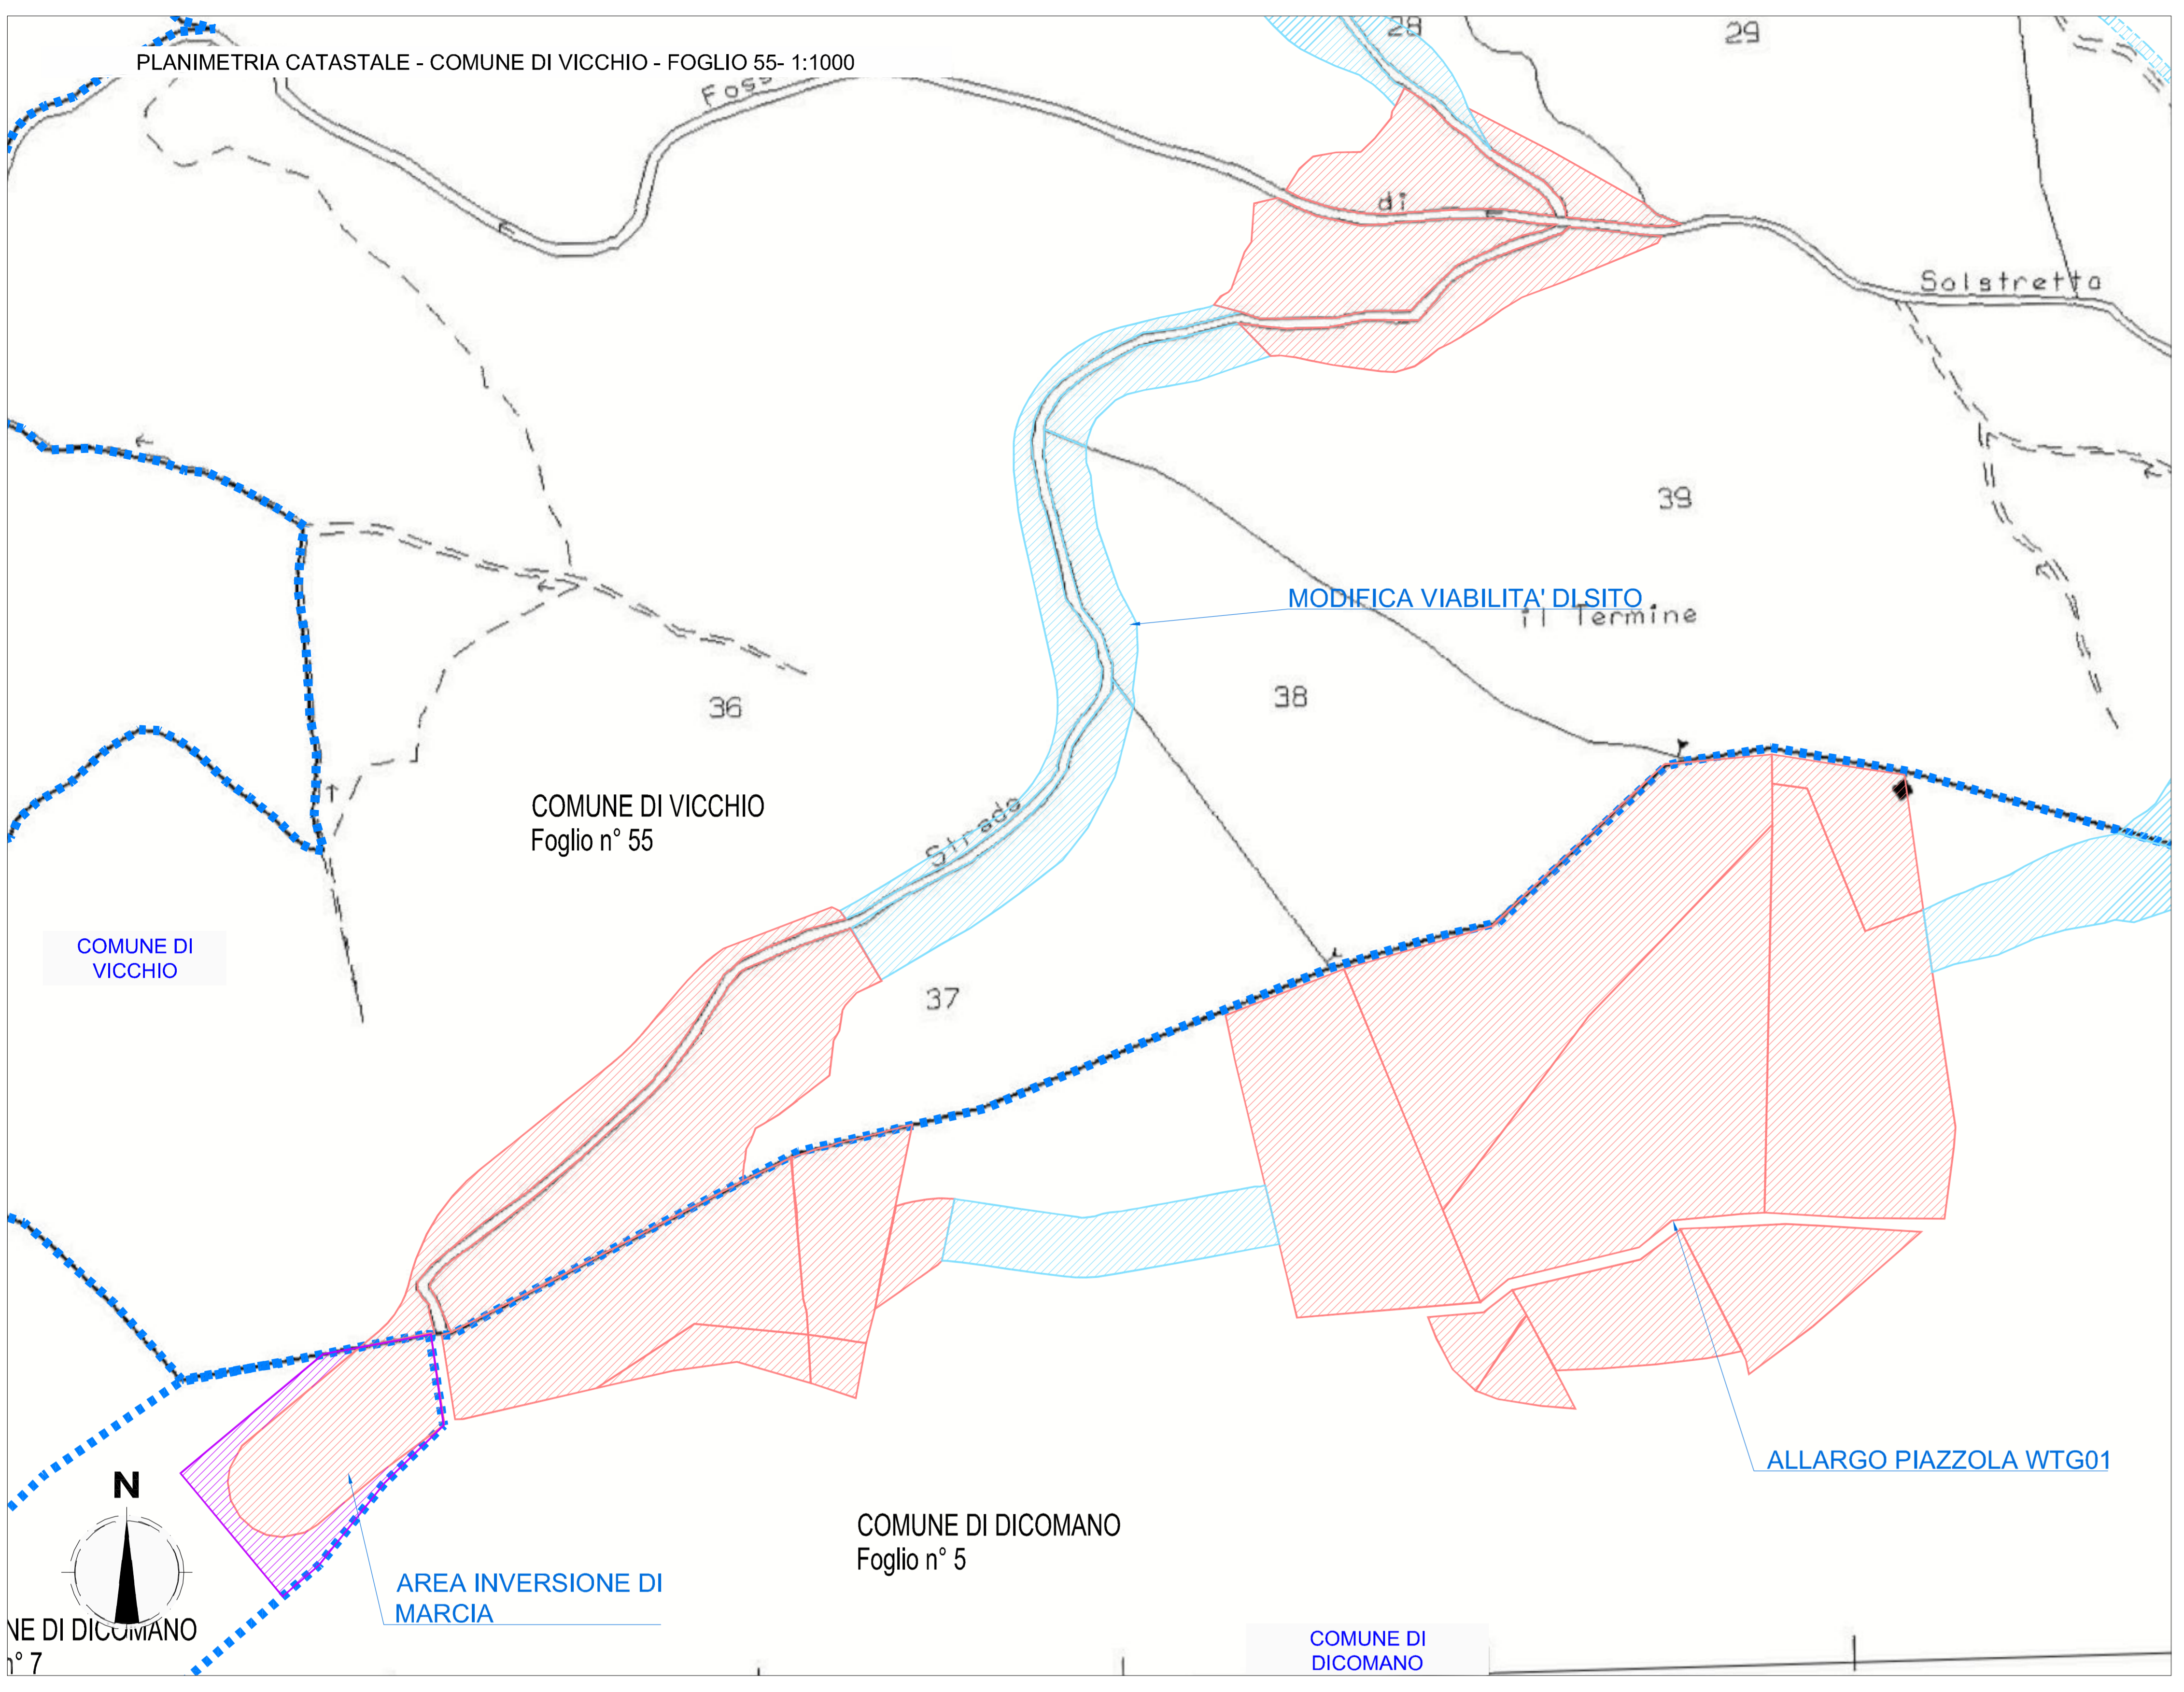 28
29
PLANIMETRIA CATASTALE - COMUNE DI VICCHIO - FOGLIO 55- 1:1000
di
Solstretta
39
MODIFICA VIABILITA' DI SITO
il Termine
38
36
COMUNE DI VICCHIO
Foglio n° 55
Strada
COMUNE DI
VICCHIO
37
ALLARGO PIAZZOLA WTG01
N
COMUNE DI DICOMANO
Foglio n° 5
AREA INVERSIONE DI
MARCIA
NE DI DICOMANO
n° 7
COMUNE DI
DICOMANO